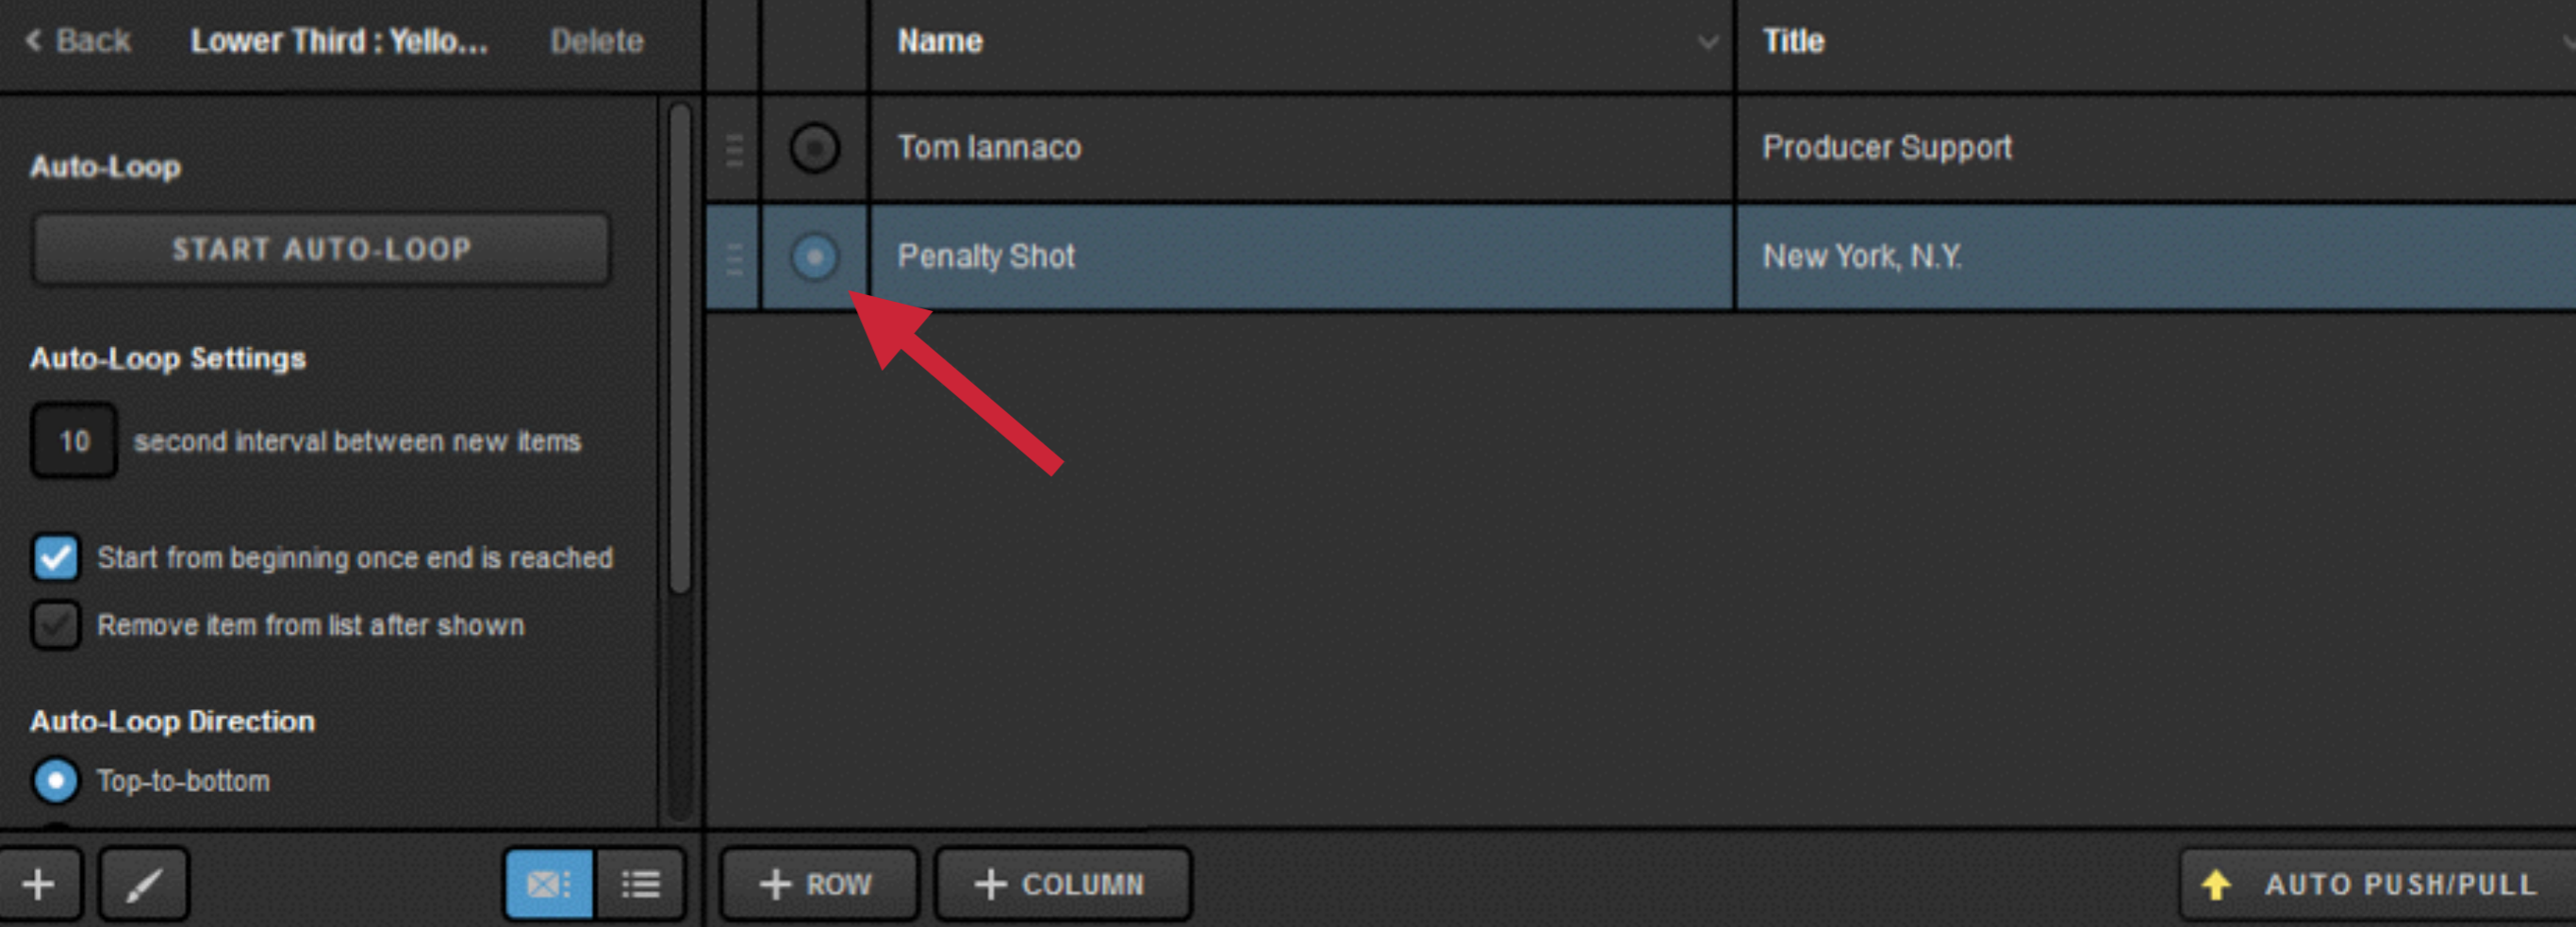 Back Lower Third : Yello... Delete
Name Title
Tom Iannaco Producer Support
Penalty Shot New York, N.Y.
Auto-Loop
START AUTO-LOOP
Auto-Loop Settings
10 second interval between new items
Start from beginning once end is reached
Remove item from list after shown
Auto-Loop Direction
Top-to-bottom
ROW COLUMN AUTO PUSH/PULL